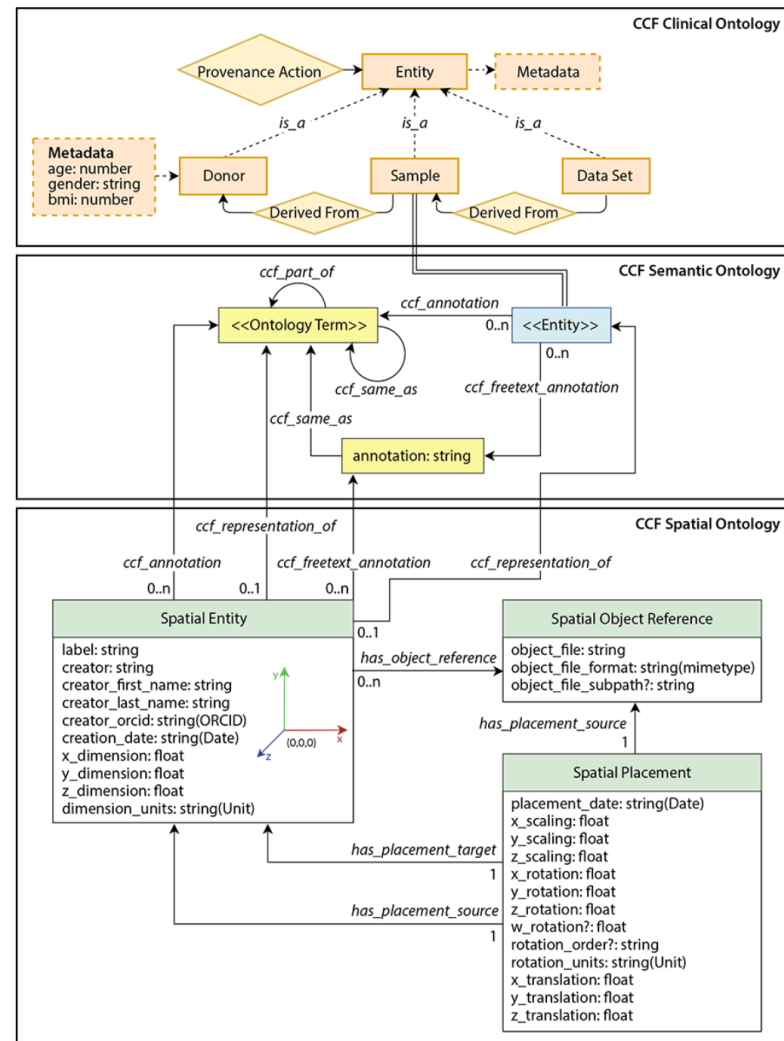 CCF Clinical Ontology
Provenance Action
Entity
Metadata
is_a
is_a
is_a
Metadata
age: number
gender: string
bmi: number
Donor
Sample
Data Set
Derived From
Derived From
CCF Semantic Ontology
ccf_part_of
ccf_annotation
<<Ontology Term>>
0..n
<<Entity>>
0..n
ccf_same_as
ccf_freetext_annotation
ccf_same_as
annotation: string
CCF Spatial Ontology
ccf_representation_of
ccf_annotation
ccf_freetext_annotation
ccf_representation_of
0..n
0..1
0..n
Spatial Entity
0..1
label: string
creator: string
creator_first_name: string
creator_last_name: string
creator_orcid: string(ORCID)
creation_date: string(Date)
x_dimension: float
y_dimension: float
z_dimension: float
dimension_units: string(Unit)
y
x
z
(0,0,0)
has_object_reference
0..n
Spatial Object Reference
object_file: string
object_file_format: string(mimetype)
object_file_subpath?: string
has_placement_source
1
Spatial Placement
placement_date: string(Date)
x_scaling: float
y_scaling: float
z_scaling: float
x_rotation: float
y_rotation: float
z_rotation: float
w_rotation?: float
rotation_order?: string
rotation_units: string(Unit)
x_translation: float
y_translation: float
z_translation: float
has_placement_target
1
has_placement_source
1